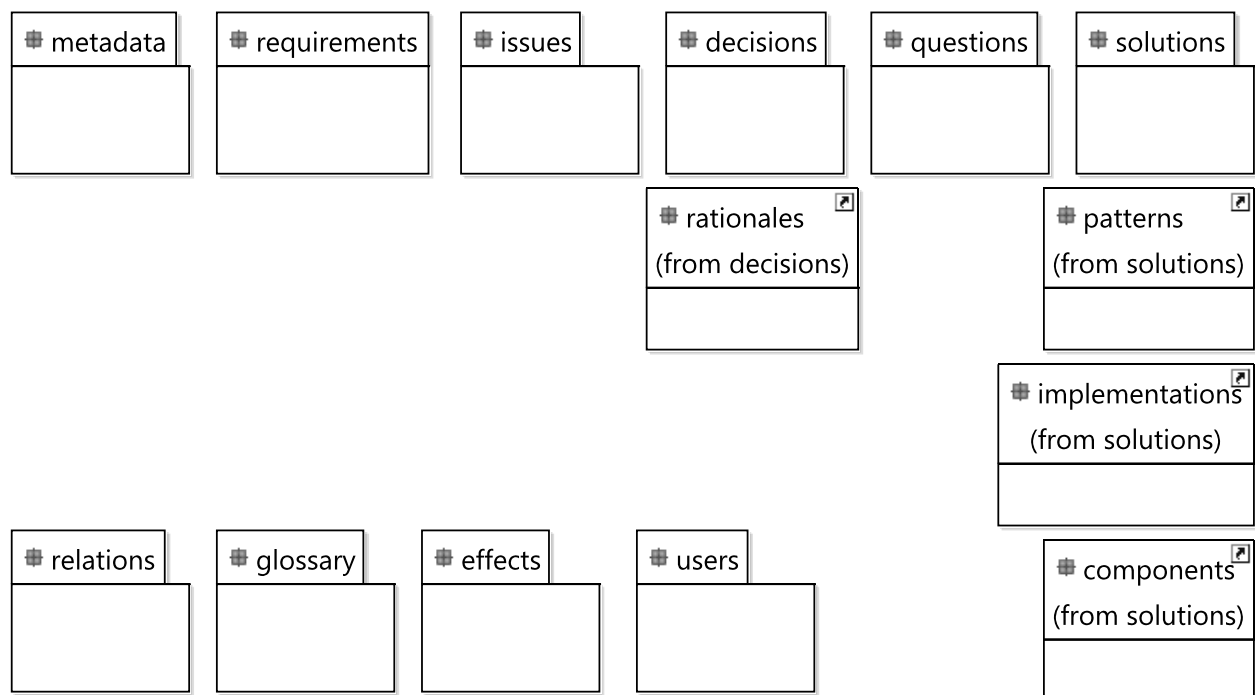 metadata
requirements
issues
decisions
questions
solutions
rationales
(from decisions)
patterns
(from solutions)
implementations
(from solutions)
relations
glossary
effects
users
components
(from solutions)